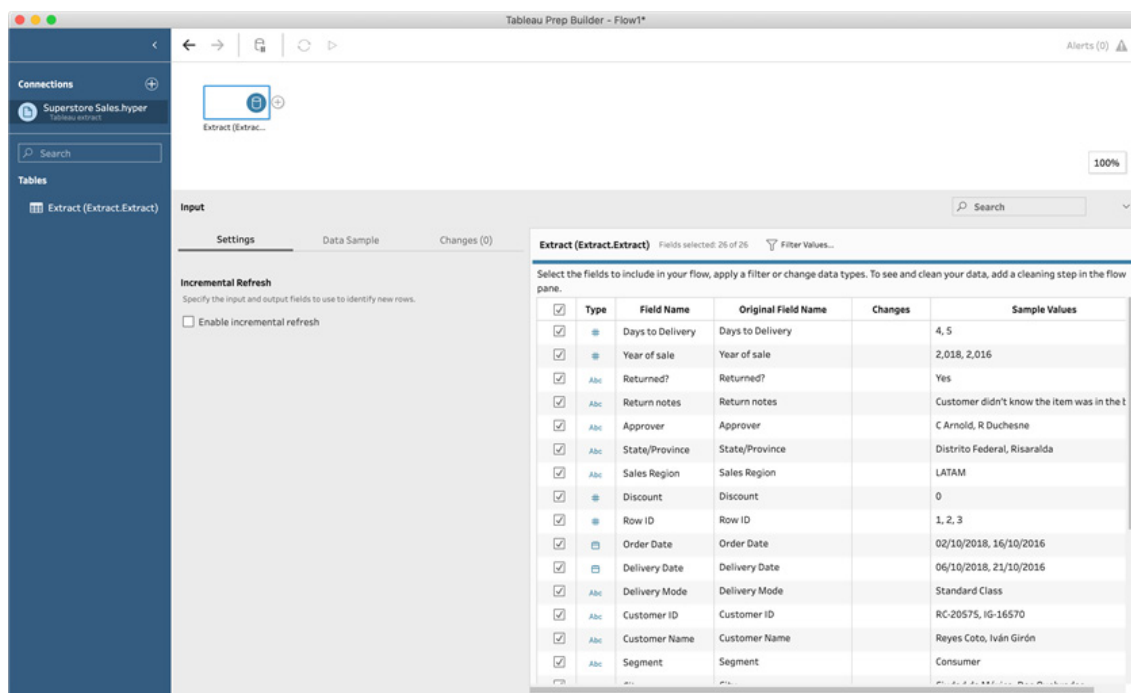 Tableau Prep Builder - Flow1*
Alerts (0)
Connections
Superstore Sales.hyper
Tableau extract
Search
Tables
Extract (Extract.Extract)
Extract (Extrac...
100%
Input
Search
Settings Data Sample Changes (0)
Incremental Refresh
Specify the input and output fields to use to identify new rows.
Enable incremental refresh
Extract (Extract.Extract) Fields selected: 26 of 26 Filter Values...
Select the fields to include in your flow, apply a filter or change data types. To see and clean your data, add a cleaning step in the flow
pane.
Type Field Name Original Field Name Changes Sample Values
# Days to Delivery Days to Delivery 4, 5
# Year of sale Year of sale 2,018, 2,016
Abc Returned? Returned? Yes
Abc Return notes Return notes Customer didn't know the item was in the
Abc Approver Approver C Arnold, R Duchesne
Abc State/Province State/Province Distrito Federal, Risaralda
Abc Sales Region Sales Region LATAM
# Discount Discount 0
# Row ID Row ID 1, 2, 3
Order Date Order Date 02/10/2018, 16/10/2016
Delivery Date Delivery Date 06/10/2018, 21/10/2016
Abc Delivery Mode Delivery Mode Standard Class
Abc Customer ID Customer ID RC-20575, IG-16570
Abc Customer Name Customer Name Reyes Coto, Iván Girón
Abc Segment Segment Consumer